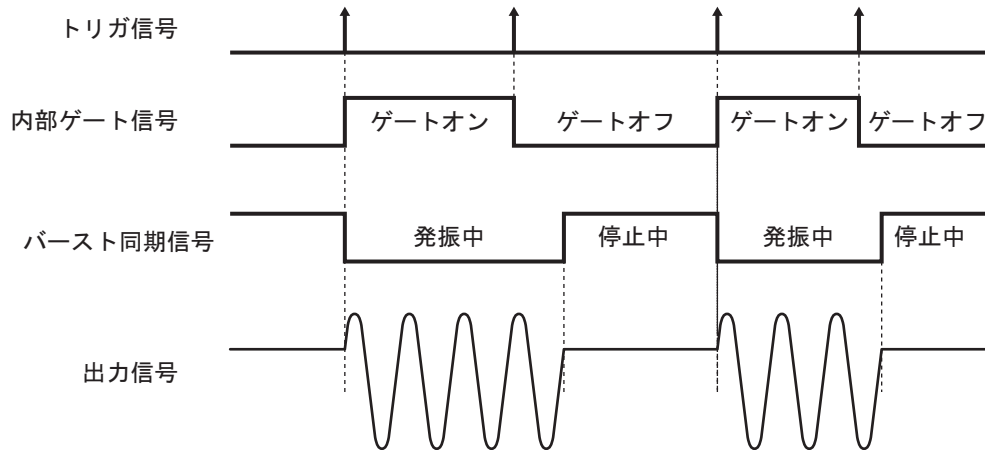 トリガ信号
内部ゲート信号
ゲートオン
ゲートオフ
ゲートオン
ゲートオフ
バースト同期信号
発振中
停止中
発振中
停止中
出力信号